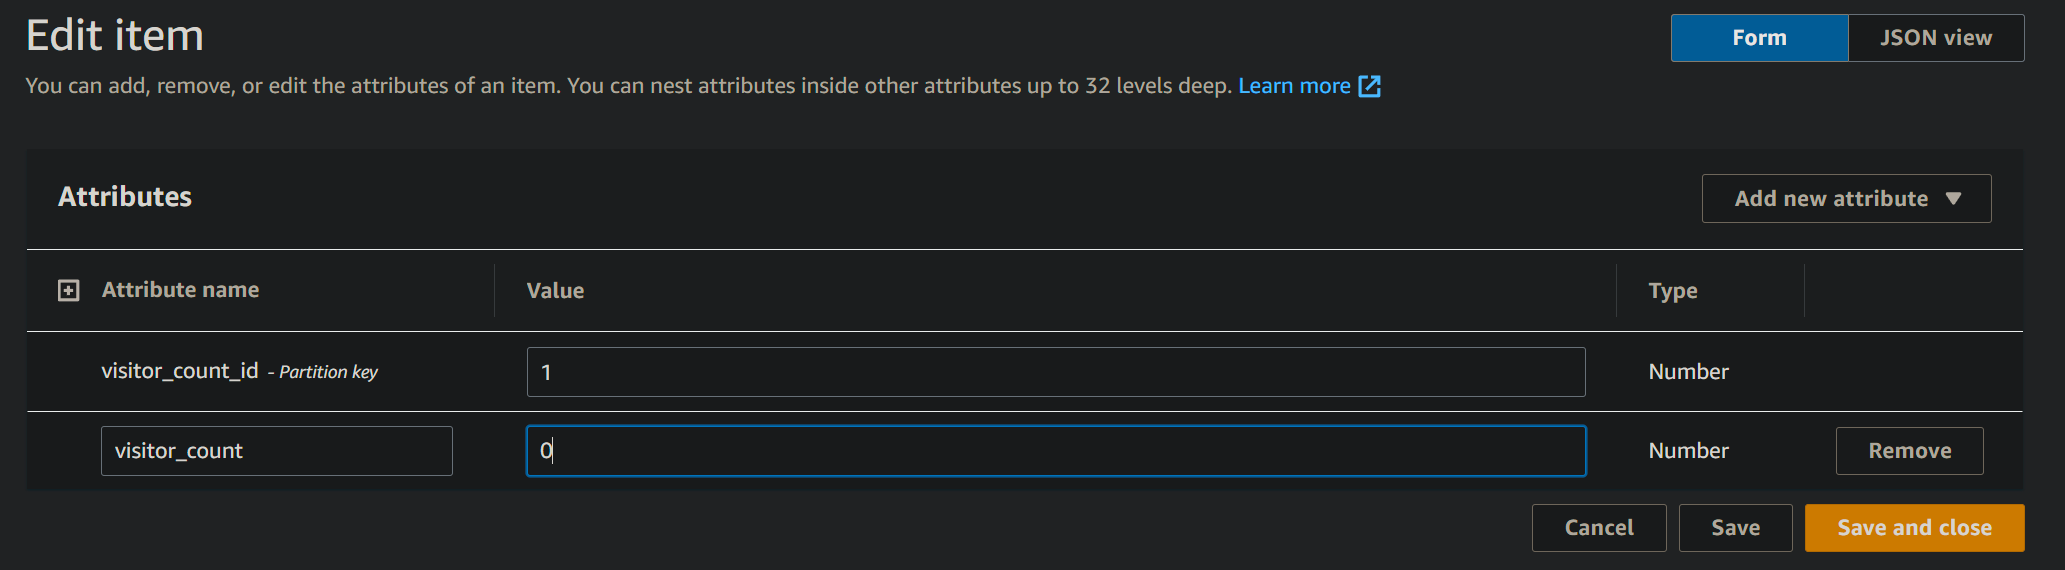 Edit item
Form JSON view
You can add, remove, or edit the attributes of an item. You can nest attributes inside other attributes up to 32 levels deep. Learn more
Attributes
Add new attribute
Attribute name Value Type
visitor_count_id - Partition key 1 Number
visitor_count 0 Number Remove
Cancel Save Save and close